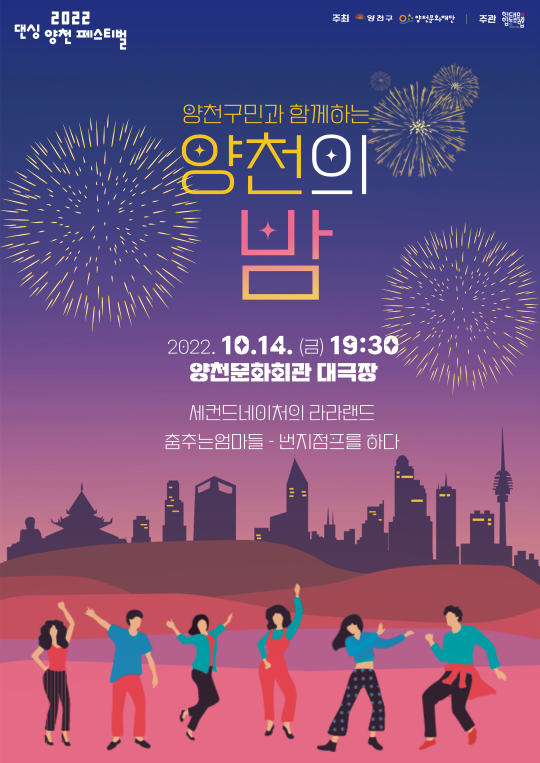 2022
댄싱 양천 페스티벌
주최 양천구 양천문화재단 | 주관
양천구민과 함께하는
양천의
밤
2022. 10.14. (금) 19:30
양천문화회관 대극장
세컨드네이처의 라라랜드
춤추는엄마들 - 번지점프를 하다